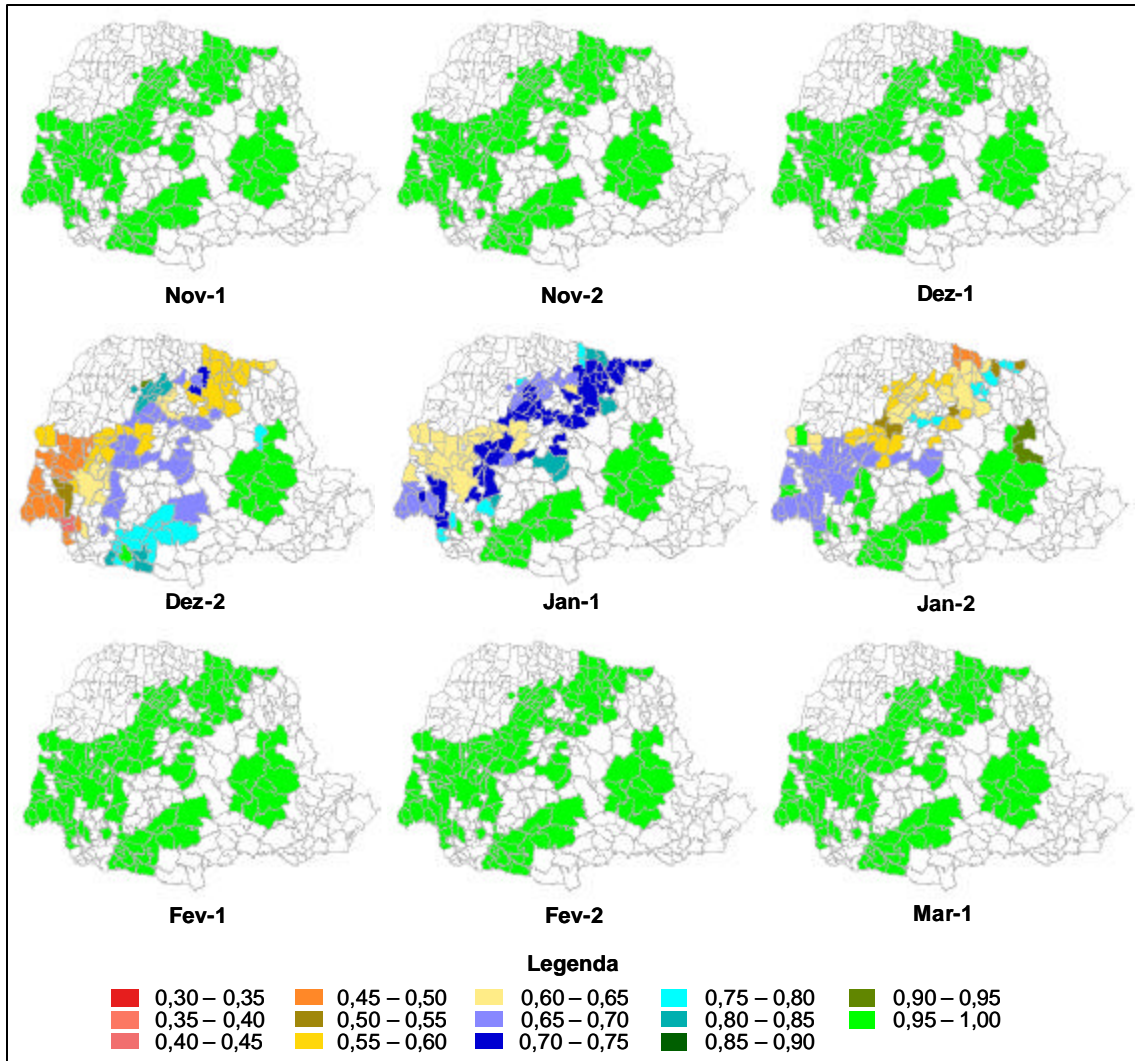 Nov-1 Nov-2 Dez-1
Dez-2 Jan-1 Jan-2
Fev-1 Fev-2 Mar-1
Legenda
0,30 – 0,35 0,45 – 0,50 0,60 – 0,65 0,75 – 0,80 0,90 – 0,95
0,35 – 0,40 0,50 – 0,55 0,65 – 0,70 0,80 – 0,85 0,95 – 1,00
0,40 – 0,45 0,55 – 0,60 0,70 – 0,75 0,85 – 0,90